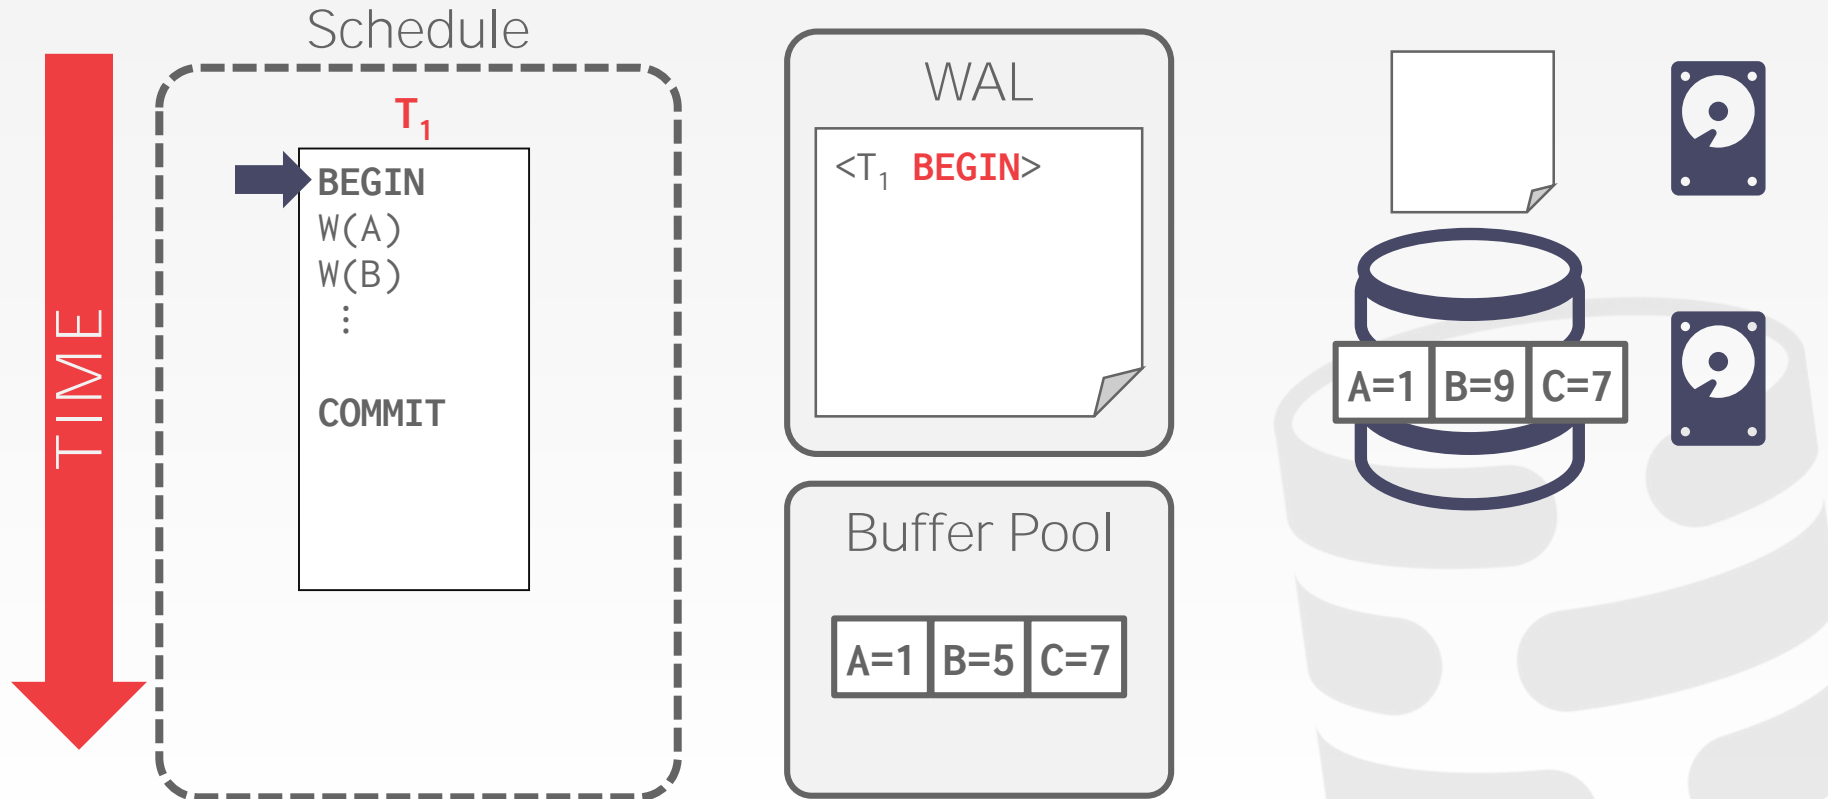 Schedule
TIME
T₁
BEGIN
W(A)
W(B)
⋮
COMMIT
WAL
<T₁ BEGIN>
Buffer Pool
A=1 B=5 C=7
A=1 B=9 C=7